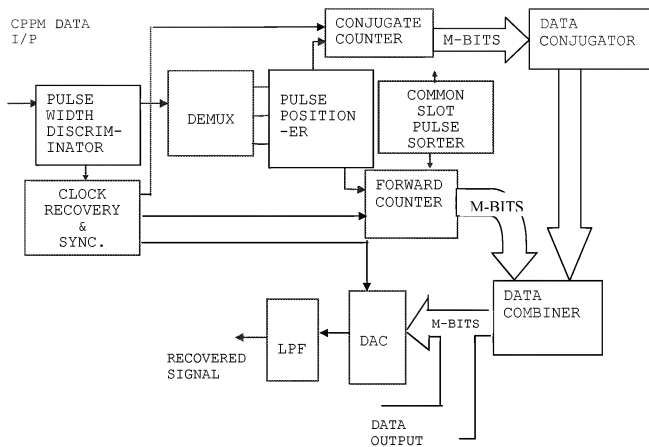 CPPM DATA
I/P
CONJUGATE
COUNTER
M-BITS
DATA
CONJUGATOR
PULSE
WIDTH
DISCRIM-
INATOR
DEMUX
PULSE
POSITION
-ER
COMMON
SLOT
PULSE
SORTER
CLOCK
RECOVERY
&
SYNC.
FORWARD
COUNTER
M-BITS
DATA
COMBINER
M-BITS
DAC
LPF
RECOVERED
SIGNAL
DATA
OUTPUT